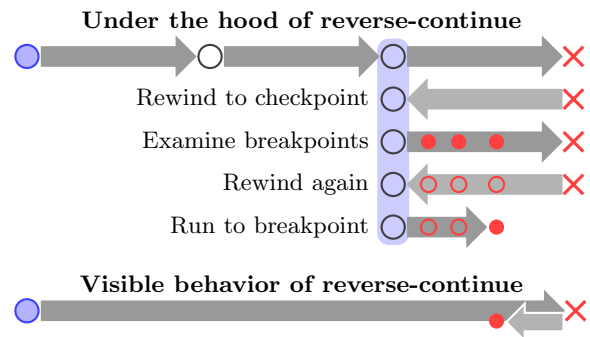 Under the hood of reverse-continue
Rewind to checkpoint
Examine breakpoints
Rewind again
Run to breakpoint
Visible behavior of reverse-continue